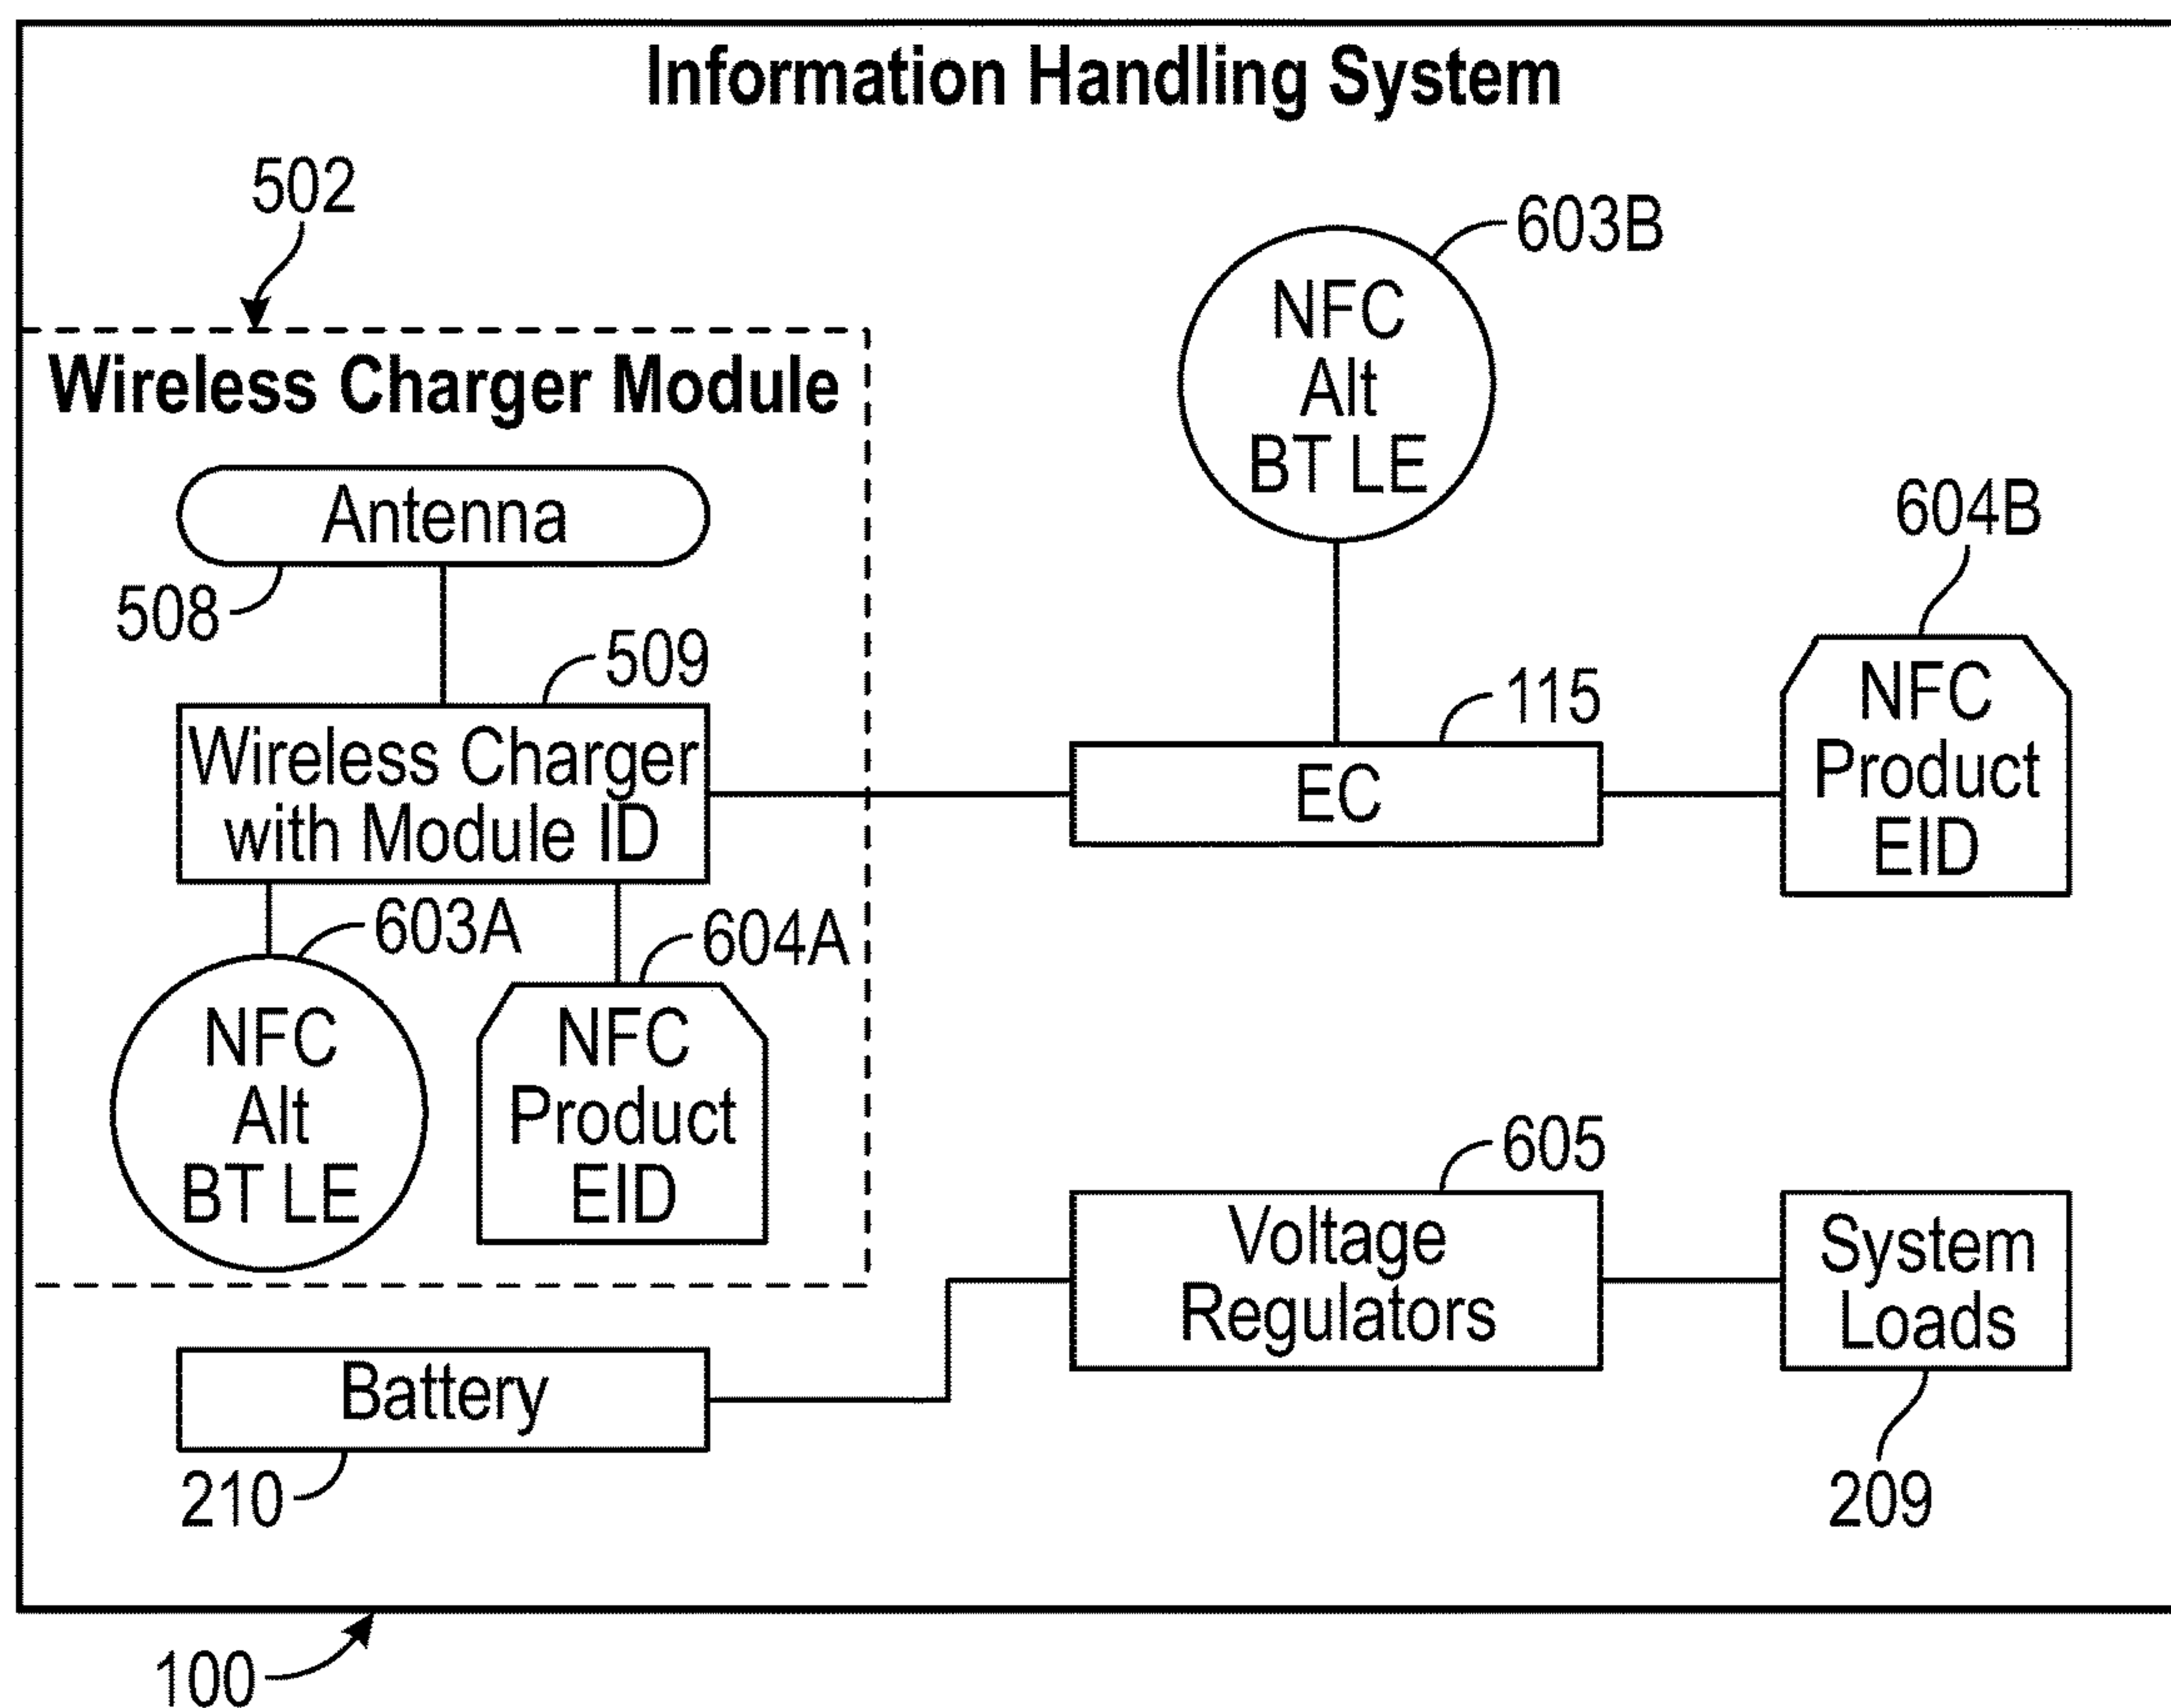 Information Handling System
502
Wireless Charger Module
Antenna
508
509
Wireless Charger
with Module ID
603A
604A
NFC
Alt
BT LE
NFC
Product
EID
603B
NFC
Alt
BT LE
604B
115
EC
NFC
Product
EID
605
Voltage
Regulators
System
Loads
209
Battery
210
100